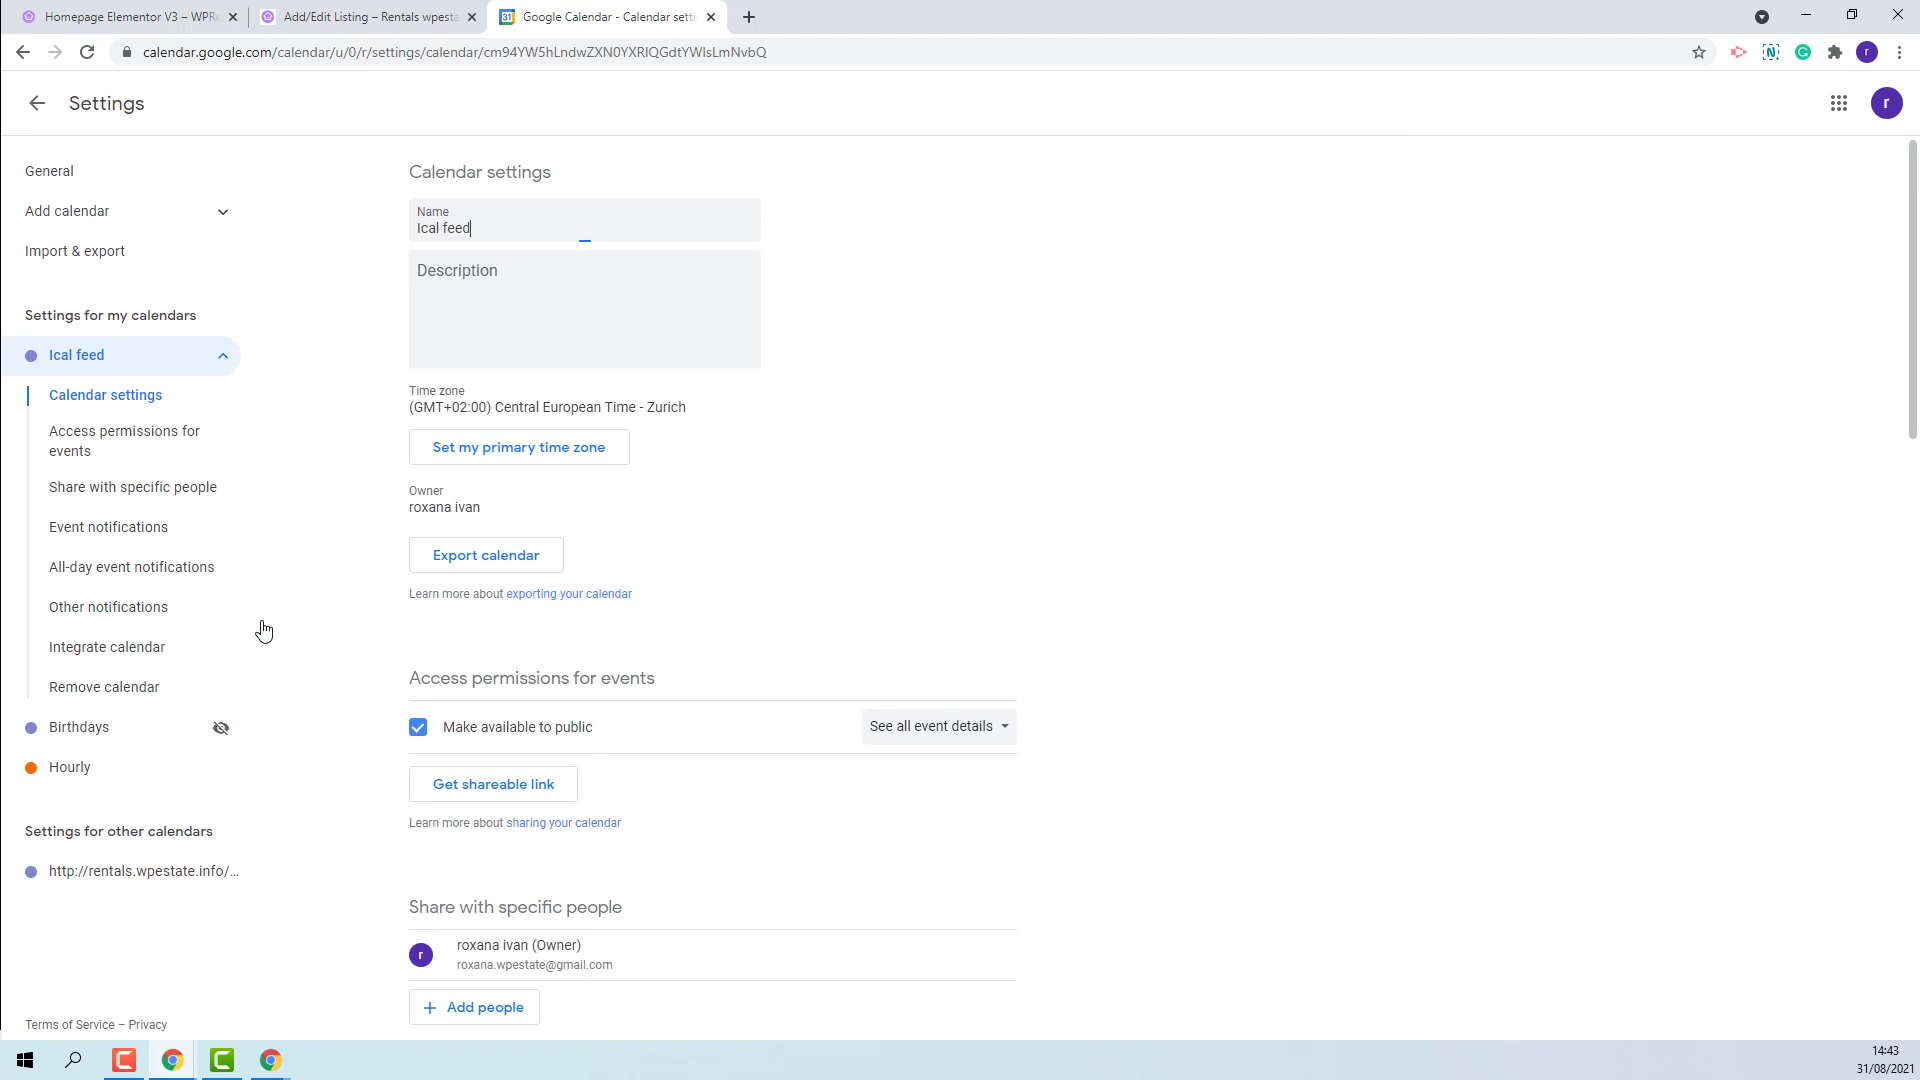 Homepage Elementor V3 – WPRe
Add/Edit Listing – Rentals wpesta
Google Calendar - Calendar setti
calendar.google.com/calendar/u/0/r/settings/calendar/cm94YW5hLndwZXN0YXRlQGdtYWlsLmNvbQ
r
Settings
r
General
Add calendar
Import & export
Settings for my calendars
Ical feed
Calendar settings
Access permissions for
events
Share with specific people
Event notifications
All-day event notifications
Other notifications
Integrate calendar
Remove calendar
Birthdays
Hourly
Settings for other calendars
http://rentals.wpestate.info/...
Terms of Service – Privacy
Calendar settings
Name
Ical feed
Description
Time zone
(GMT+02:00) Central European Time - Zurich
Set my primary time zone
Owner
roxana ivan
Export calendar
Learn more about exporting your calendar
Access permissions for events
Make available to public
See all event details
Get shareable link
Learn more about sharing your calendar
Share with specific people
r
roxana ivan (Owner)
roxana.wpestate@gmail.com
Add people
14:43
31/08/2021